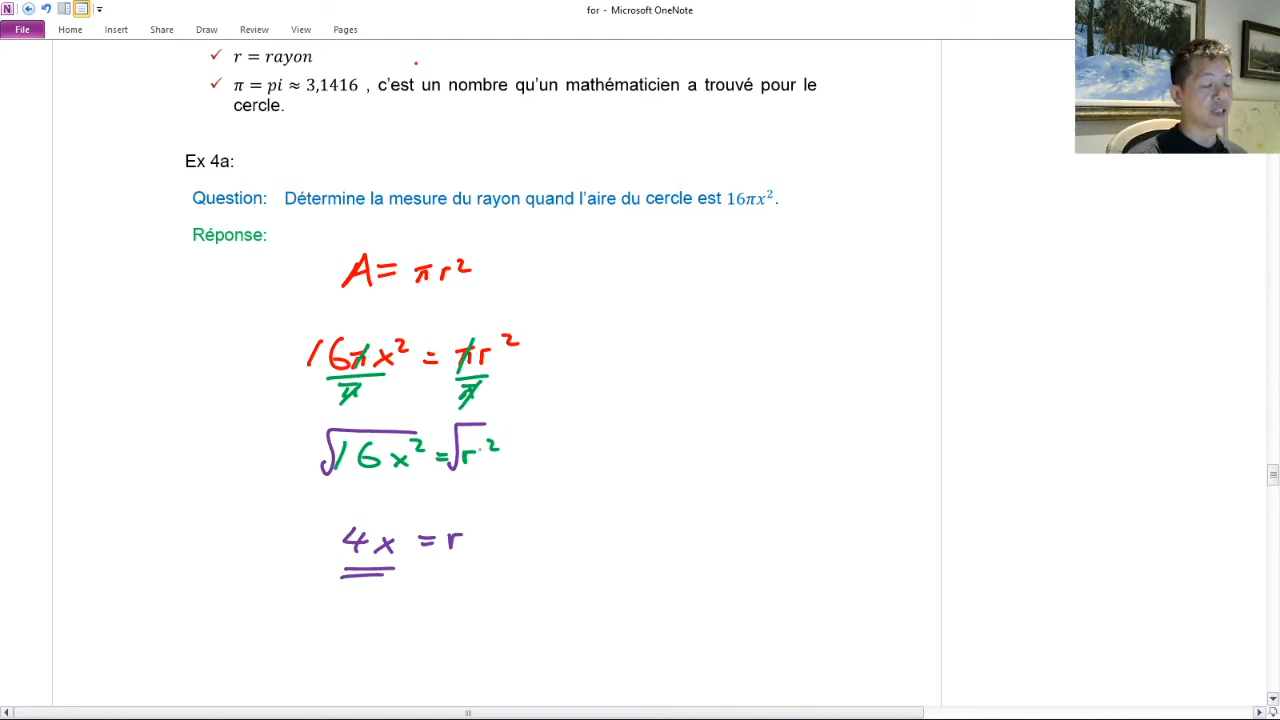 for - Microsoft OneNote
File Home Insert Share Draw Review View Pages
✓ r = rayon
✓ π = pi ≈ 3,1416 , c’est un nombre qu’un mathématicien a trouvé pour le
cercle.
Ex 4a:
Question: Détermine la mesure du rayon quand l’aire du cercle est 16πx².
Réponse:
A = πr²
16πx² = πr²
π π
√16x² = √r²
4x = r